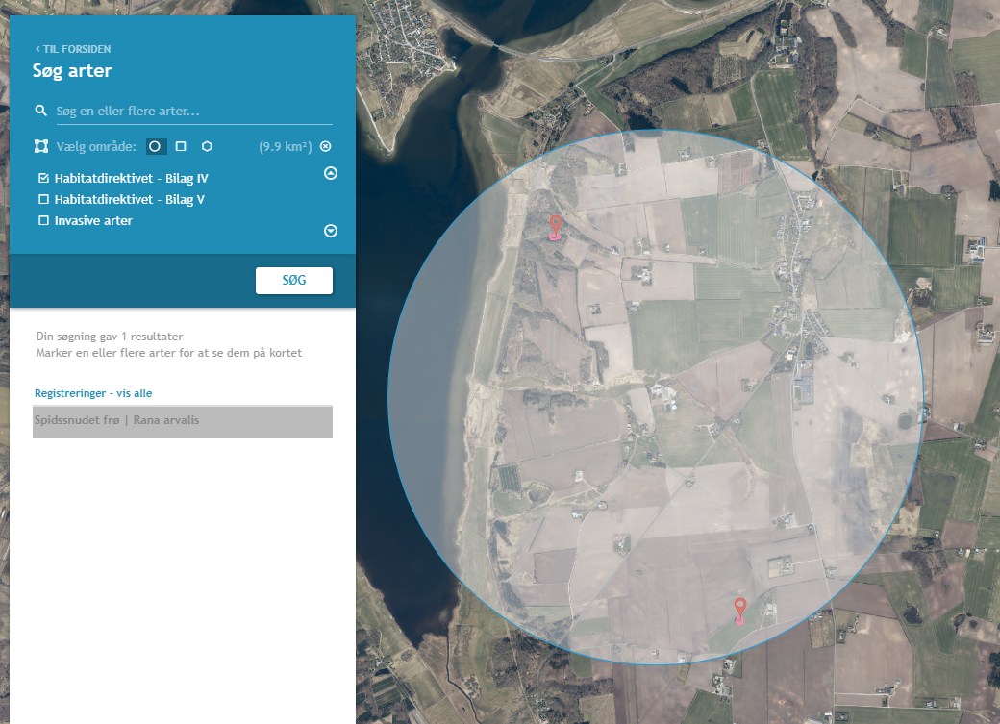 ‹ TIL FORSIDEN
Søg arter
Søg en eller flere arter...
Vælg område:
(9.9 km²)
Habitatdirektivet - Bilag IV
Habitatdirektivet - Bilag V
Invasive arter
SØG
Din søgning gav 1 resultater
Marker en eller flere arter for at se dem på kortet
Registreringer - vis alle
Spidssnudet frø | Rana arvalis